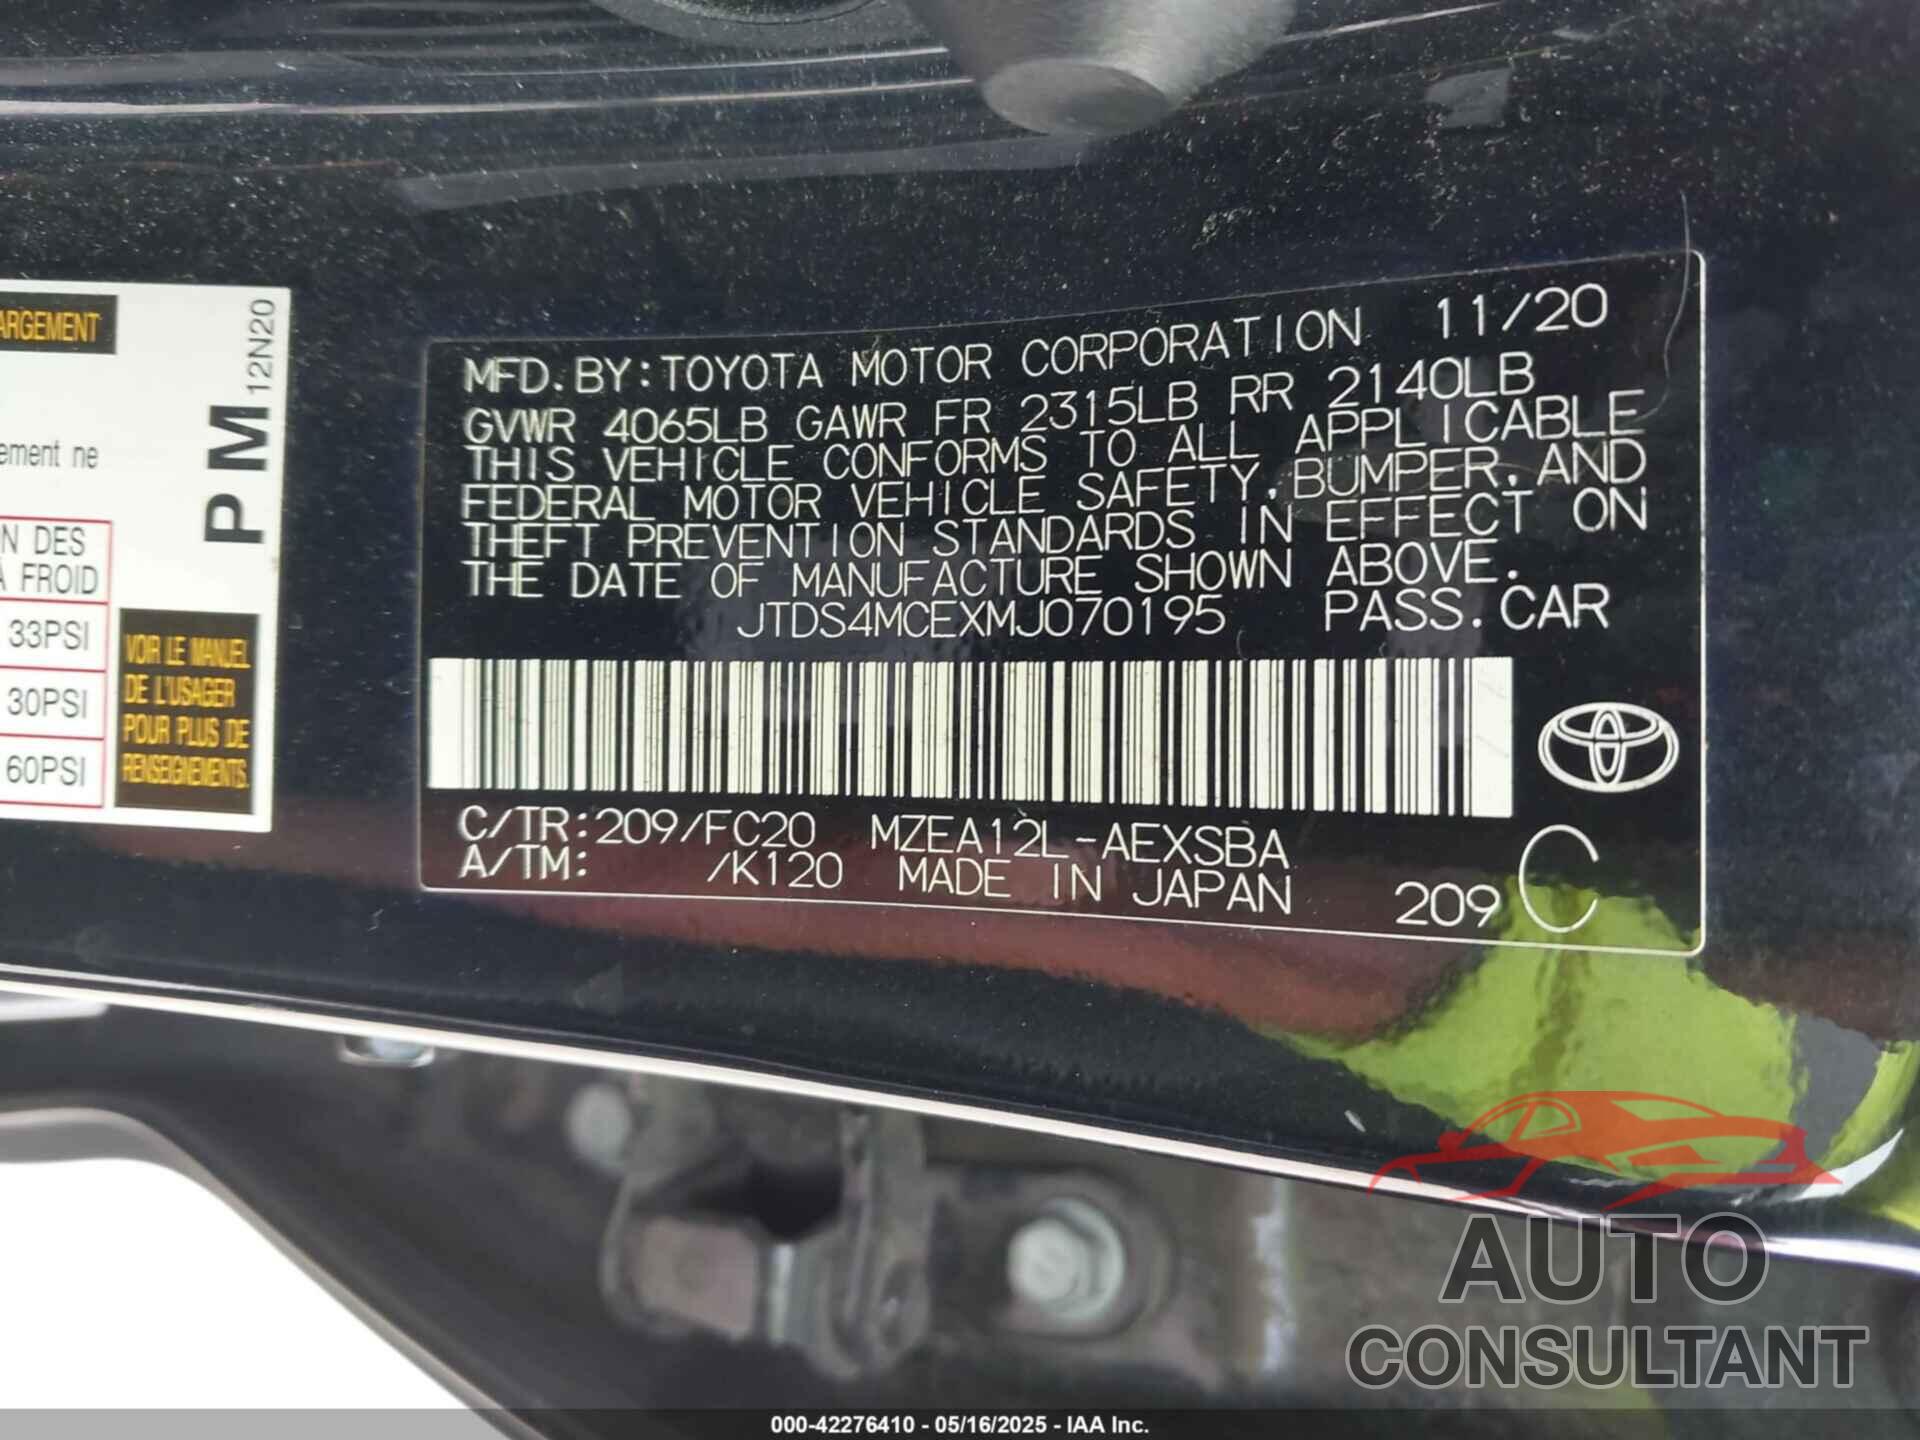 ARGEMENT
ement ne
N DES
À FROID
33PSI
30PSI
60PSI
PM 12N20
VOIR LE MANUEL
DE L'USAGER
POUR PLUS DE
RENSEIGNEMENTS.
MFD. BY: TOYOTA MOTOR CORPORATION 11/20
GVWR 4065LB GAWR FR 2315LB RR 2140LB
THIS VEHICLE CONFORMS TO ALL APPLICABLE
FEDERAL MOTOR VEHICLE SAFETY, BUMPER, AND
THEFT PREVENTION STANDARDS IN EFFECT ON
THE DATE OF MANUFACTURE SHOWN ABOVE.
JTDS4MCEXMJ070195 PASS. CAR
C/TR: 209/FC20 MZEA12L-AEXSBA
A/TM: /K120 MADE IN JAPAN 209 C
AUTO
CONSULTANT
000-42276410 - 05/16/2025 - IAA Inc.